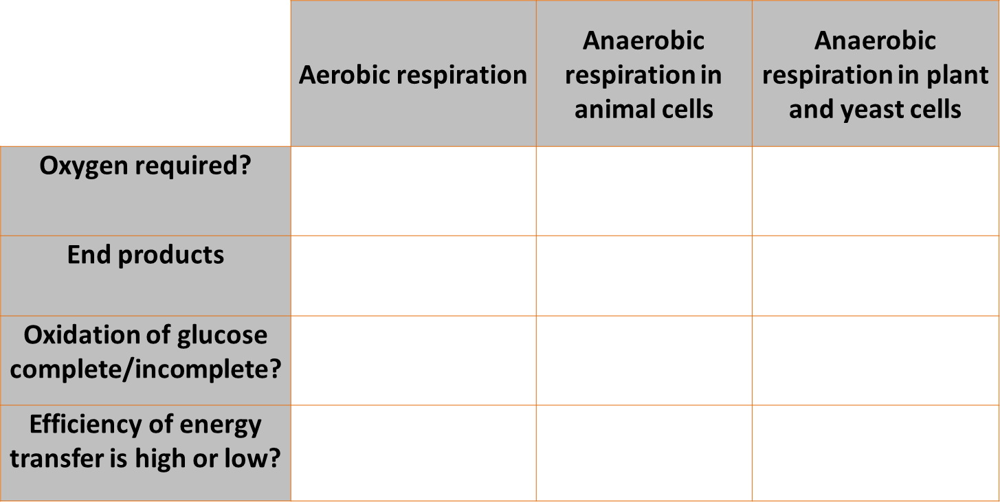 Aerobic respiration
Anaerobic
respiration in
animal cells
Anaerobic
respiration in plant
and yeast cells
Oxygen required?
End products
Oxidation of glucose
complete/incomplete?
Efficiency of energy
transfer is high or low?